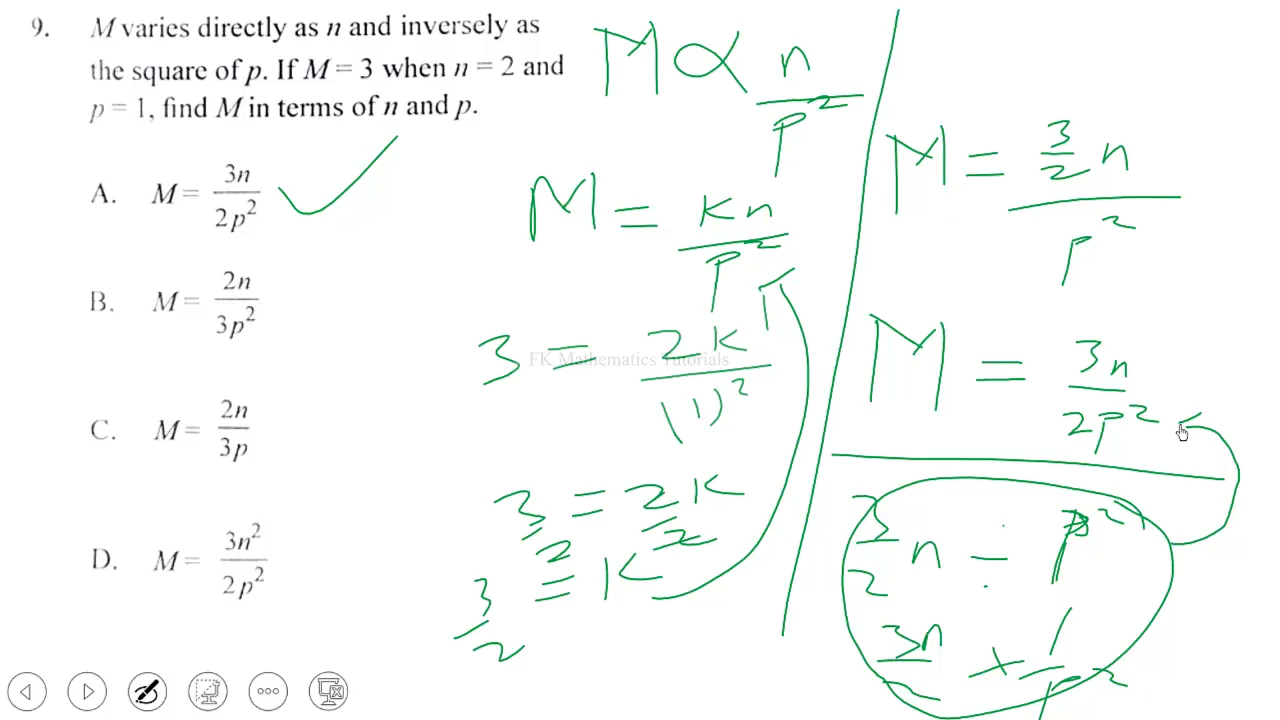 9. M varies directly as n and inversely as
the square of p. If M = 3 when n = 2 and
p = 1, find M in terms of n and p.
A. M = 3n / 2p²
B. M = 2n / 3p²
C. M = 2n / 3p
D. M = 3n² / 2p²
M ∝ n / p²
M = Kn / p²
3 = 2K / (1)²
FK Mathematics Tutorials
3/2 = 2K/2
3/2 = K
M = 3/2 n / p²
M = 3n / 2p²
3/2 n ÷ p²
3n/2 × 1/p²